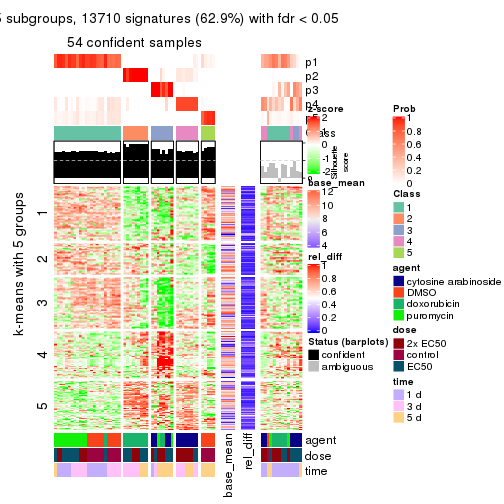 5 subgroups, 13710 signatures (62.9%) with fdr < 0.05
54 confident samples
p1
p2
p3
p4
p5
Class
1
0.5
0
Silhouette
score
z-score
2
1
0
-1
-2
base_mean
12
10
8
6
4
rel_diff
1
0.8
0.6
0.4
0.2
0
Status (barplots)
confident
ambiguous
Prob
1
0.8
0.6
0.4
0.2
0
Class
1
2
3
4
5
agent
cytosine arabinoside
DMSO
doxorubicin
puromycin
dose
2x EC50
control
EC50
time
1 d
3 d
5 d
k-means with 5 groups
1
2
3
4
5
agent
dose
time
base_mean
rel_diff